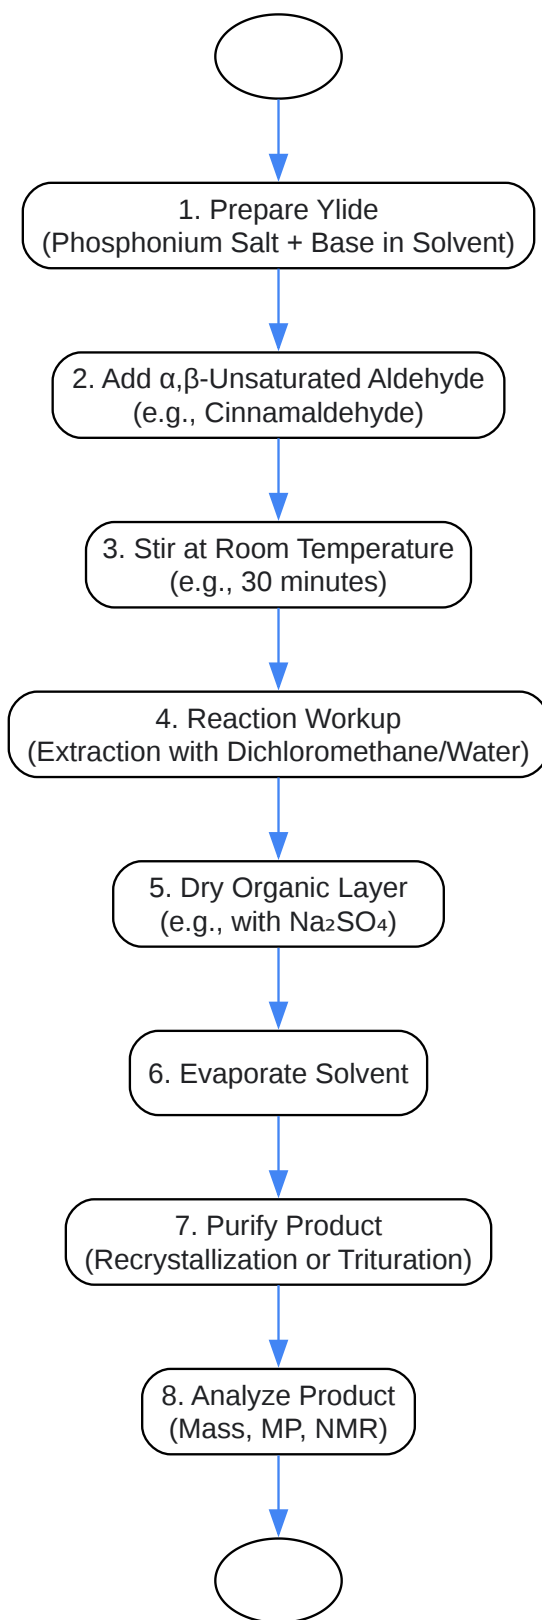 1. Prepare Ylide
(Phosphonium Salt + Base in Solvent)
2. Add α,β-Unsaturated Aldehyde
(e.g., Cinnamaldehyde)
3. Stir at Room Temperature
(e.g., 30 minutes)
4. Reaction Workup
(Extraction with Dichloromethane/Water)
5. Dry Organic Layer
(e.g., with Na₂SO₄)
6. Evaporate Solvent
7. Purify Product
(Recrystallization or Trituration)
8. Analyze Product
(Mass, MP, NMR)